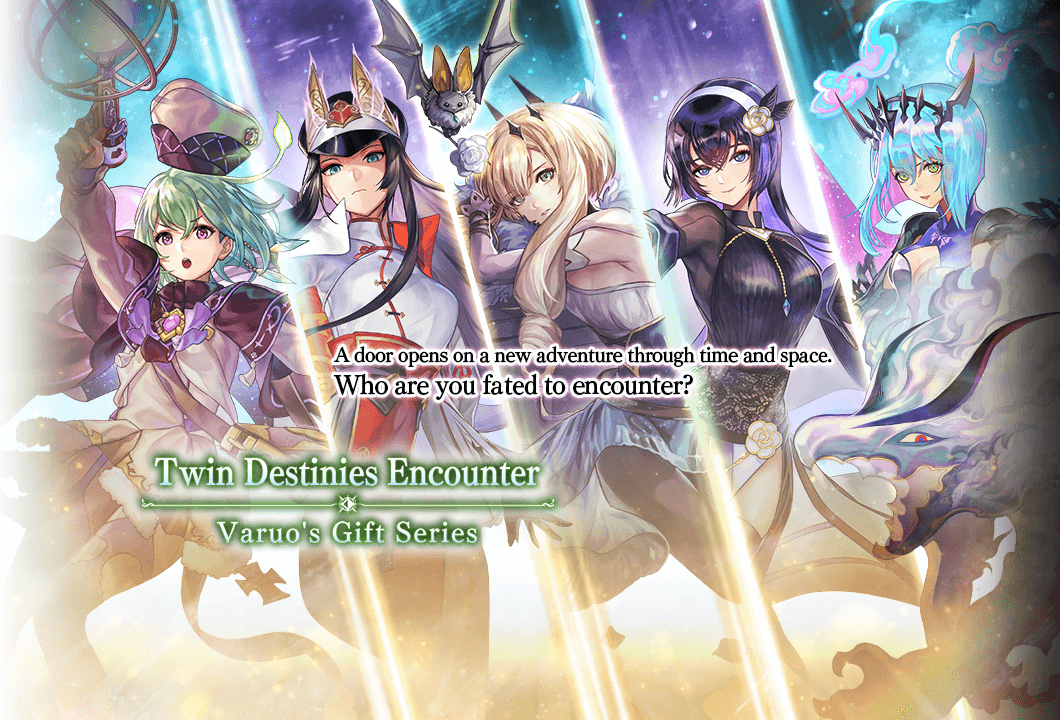 A door opens on a new adventure through time and space.
Who are you fated to encounter?
Twin Destinies Encounter
Varuo's Gift Series